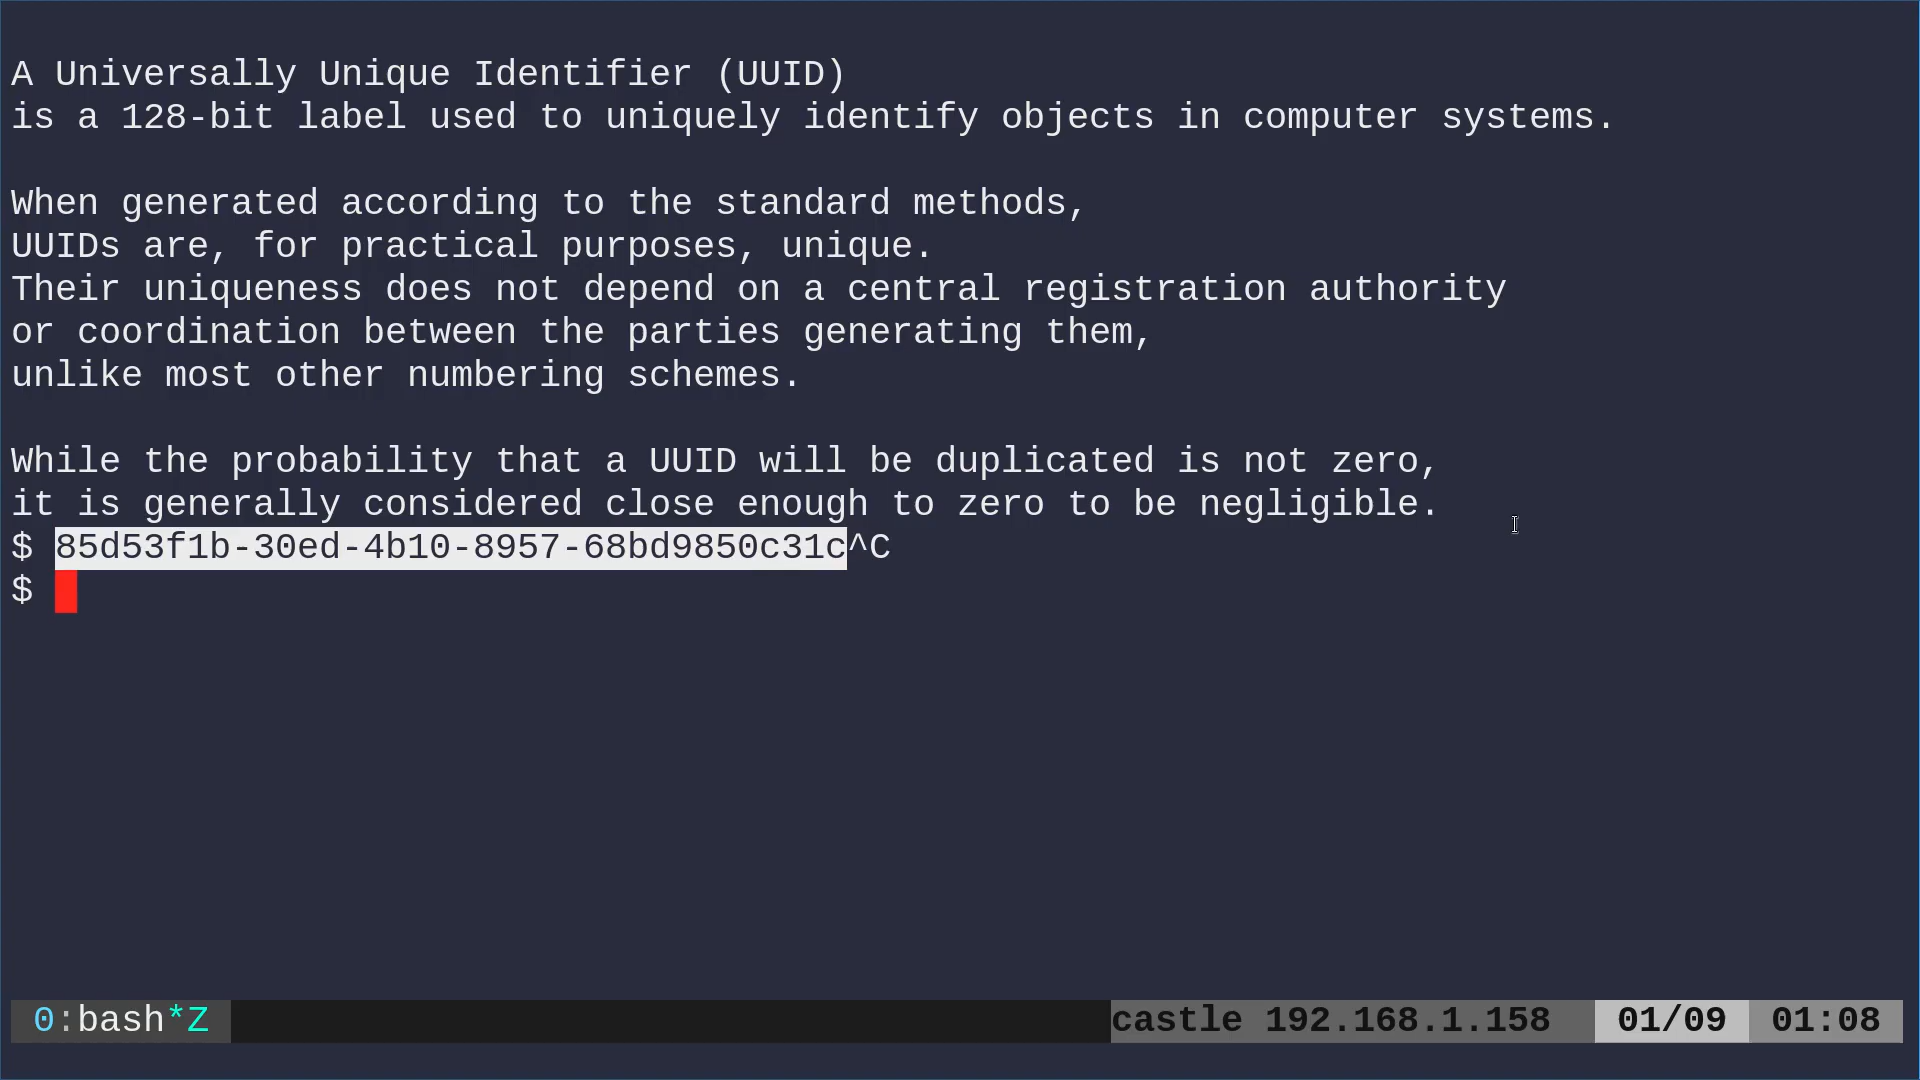 A Universally Unique Identifier (UUID)
is a 128-bit label used to uniquely identify objects in computer systems.
When generated according to the standard methods,
UUIDs are, for practical purposes, unique.
Their uniqueness does not depend on a central registration authority
or coordination between the parties generating them,
unlike most other numbering schemes.
While the probability that a UUID will be duplicated is not zero,
it is generally considered close enough to zero to be negligible.
$ 85d53f1b-30ed-4b10-8957-68bd9850c31c^C
$
0:bash*Z castle 192.168.1.158 01/09 01:08